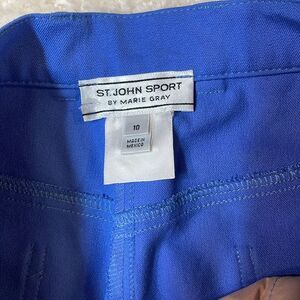 ST. JOHN SPORT
BY MARIE GRAY
10
MADE IN
MEXICO